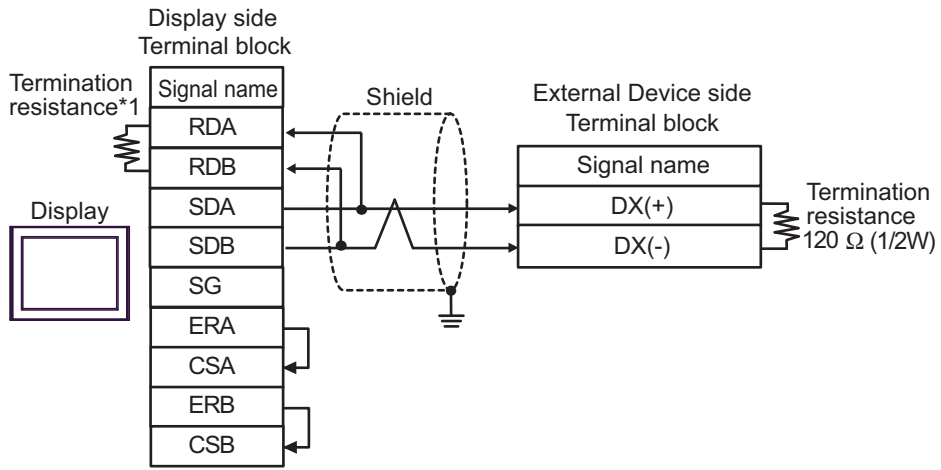 Display side
Terminal block
Termination
resistance*1
Signal name
RDA
RDB
SDA
SDB
SG
ERA
CSA
ERB
CSB
Display
Shield
External Device side
Terminal block
Signal name
DX(+)
DX(-)
Termination
resistance
120 Ω (1/2W)